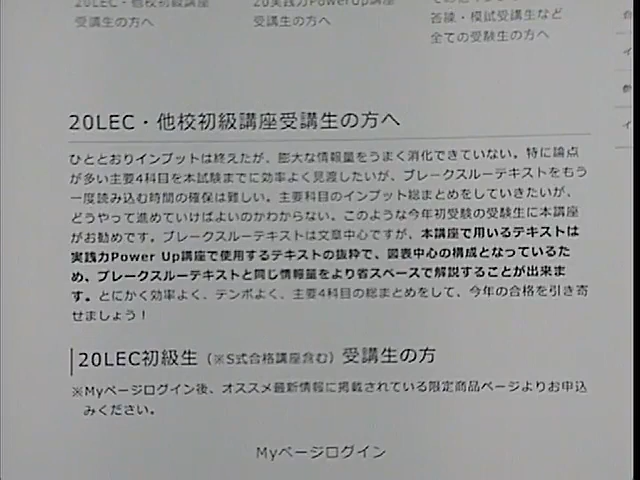 20LEC・他校初級講座
受講生の方へ
20実践力PowerUp講座
受講生の方へ
答練・模試受講生など
全ての受験生の方へ
20LEC・他校初級講座受講生の方へ
ひととおりインプットは終えたが、膨大な情報量をうまく消化できていない。特に論点
が多い主要4科目を本試験までに効率よく見渡したいが、ブレークスルーテキストをもう
一度読み込む時間の確保は難しい。主要科目のインプット総まとめをしていきたいが、
どうやって進めていけばよいのかわからない。このような今年初受験の受験生に本講座
がお勧めです。ブレークスルーテキストは文章中心ですが、本講座で用いるテキストは
実践力Power Up講座で使用するテキストの抜粋で、図表中心の構成となっているた
め、ブレークスルーテキストと同じ情報量をより省スペースで解説することが出来ま
す。とにかく効率よく、テンポよく、主要4科目の総まとめをして、今年の合格を引き寄
せましょう！
20LEC初級生（※S式合格講座含む）受講生の方
※Myページログイン後、オススメ最新情報に掲載されている限定商品ページよりお申込
みください。
Myページログイン